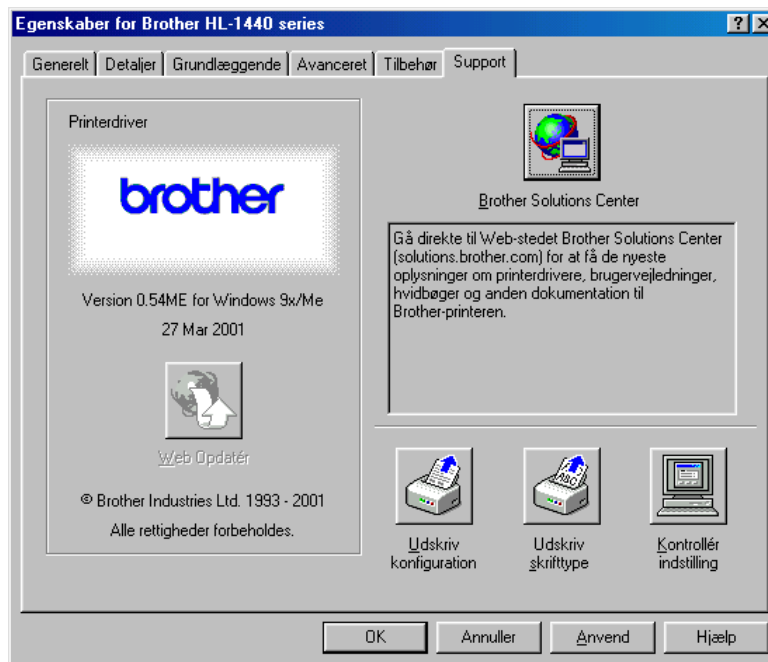 Egenskaber for Brother HL-1440 series
Generelt Detaljer Grundlæggende Avanceret Tilbehør Support
Printerdriver
brother
Version 0.54ME for Windows 9x/Me
27 Mar 2001
Web Opdatér
© Brother Industries Ltd. 1993 - 2001
Alle rettigheder forbeholdes.
Brother Solutions Center
Gå direkte til Web-stedet Brother Solutions Center
(solutions.brother.com) for at få de nyeste
oplysninger om printerdrivere, brugervejledninger,
hvidbøger og anden dokumentation til
Brother-printeren.
Udskriv
konfiguration
Udskriv
skrifttype
Kontrollér
indstilling
OK Annuller Anvend Hjælp